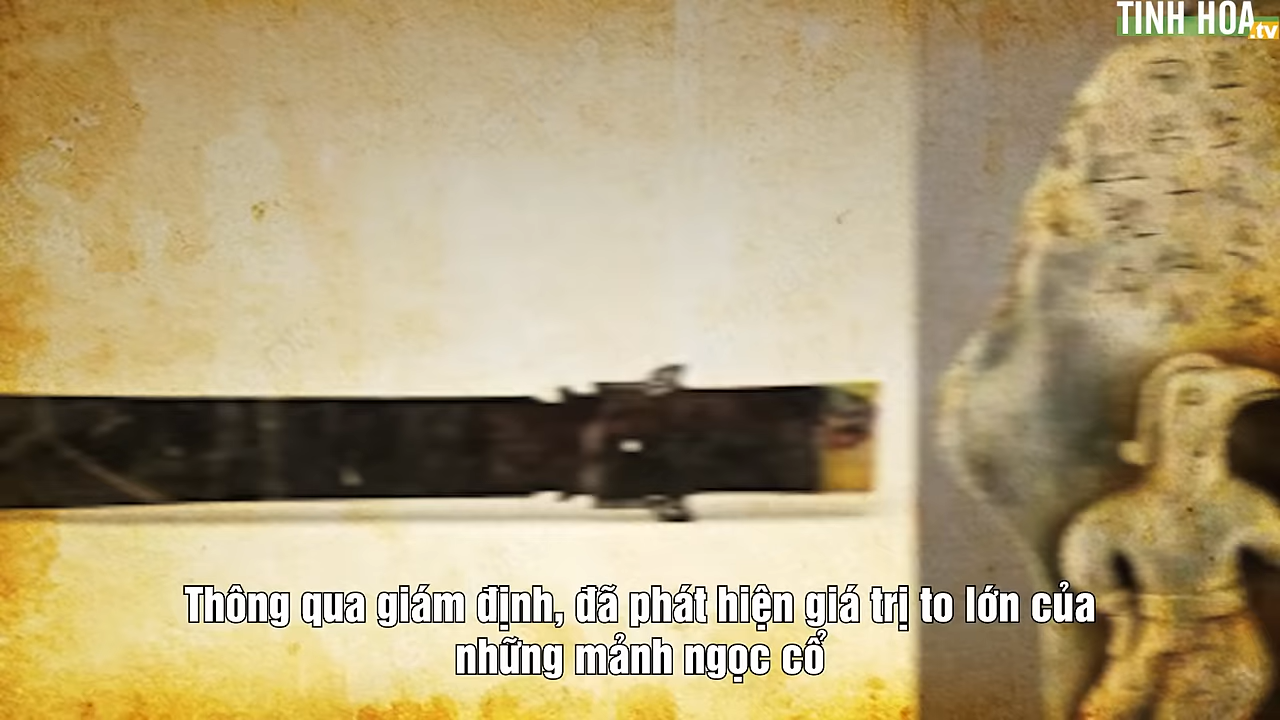 TINH HOA
.tv
Thông qua giám định, đã phát hiện giá trị to lớn của
những mảnh ngọc cổ